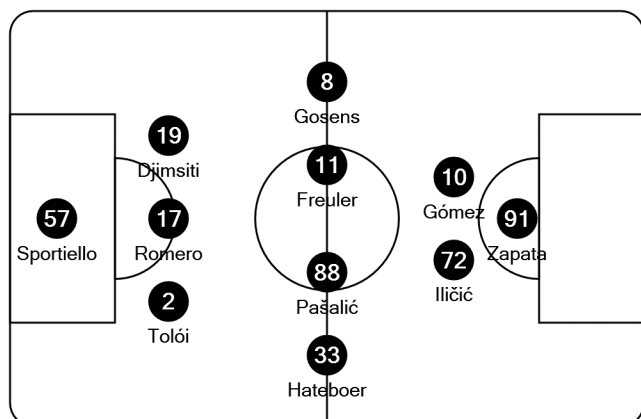 8
Gosens
19
Djimsiti
11
Freuler
10
Gómez
57
Sportiello
17
Romero
91
Zapata
72
Iličić
88
Pašalić
2
Tolói
33
Hateboer